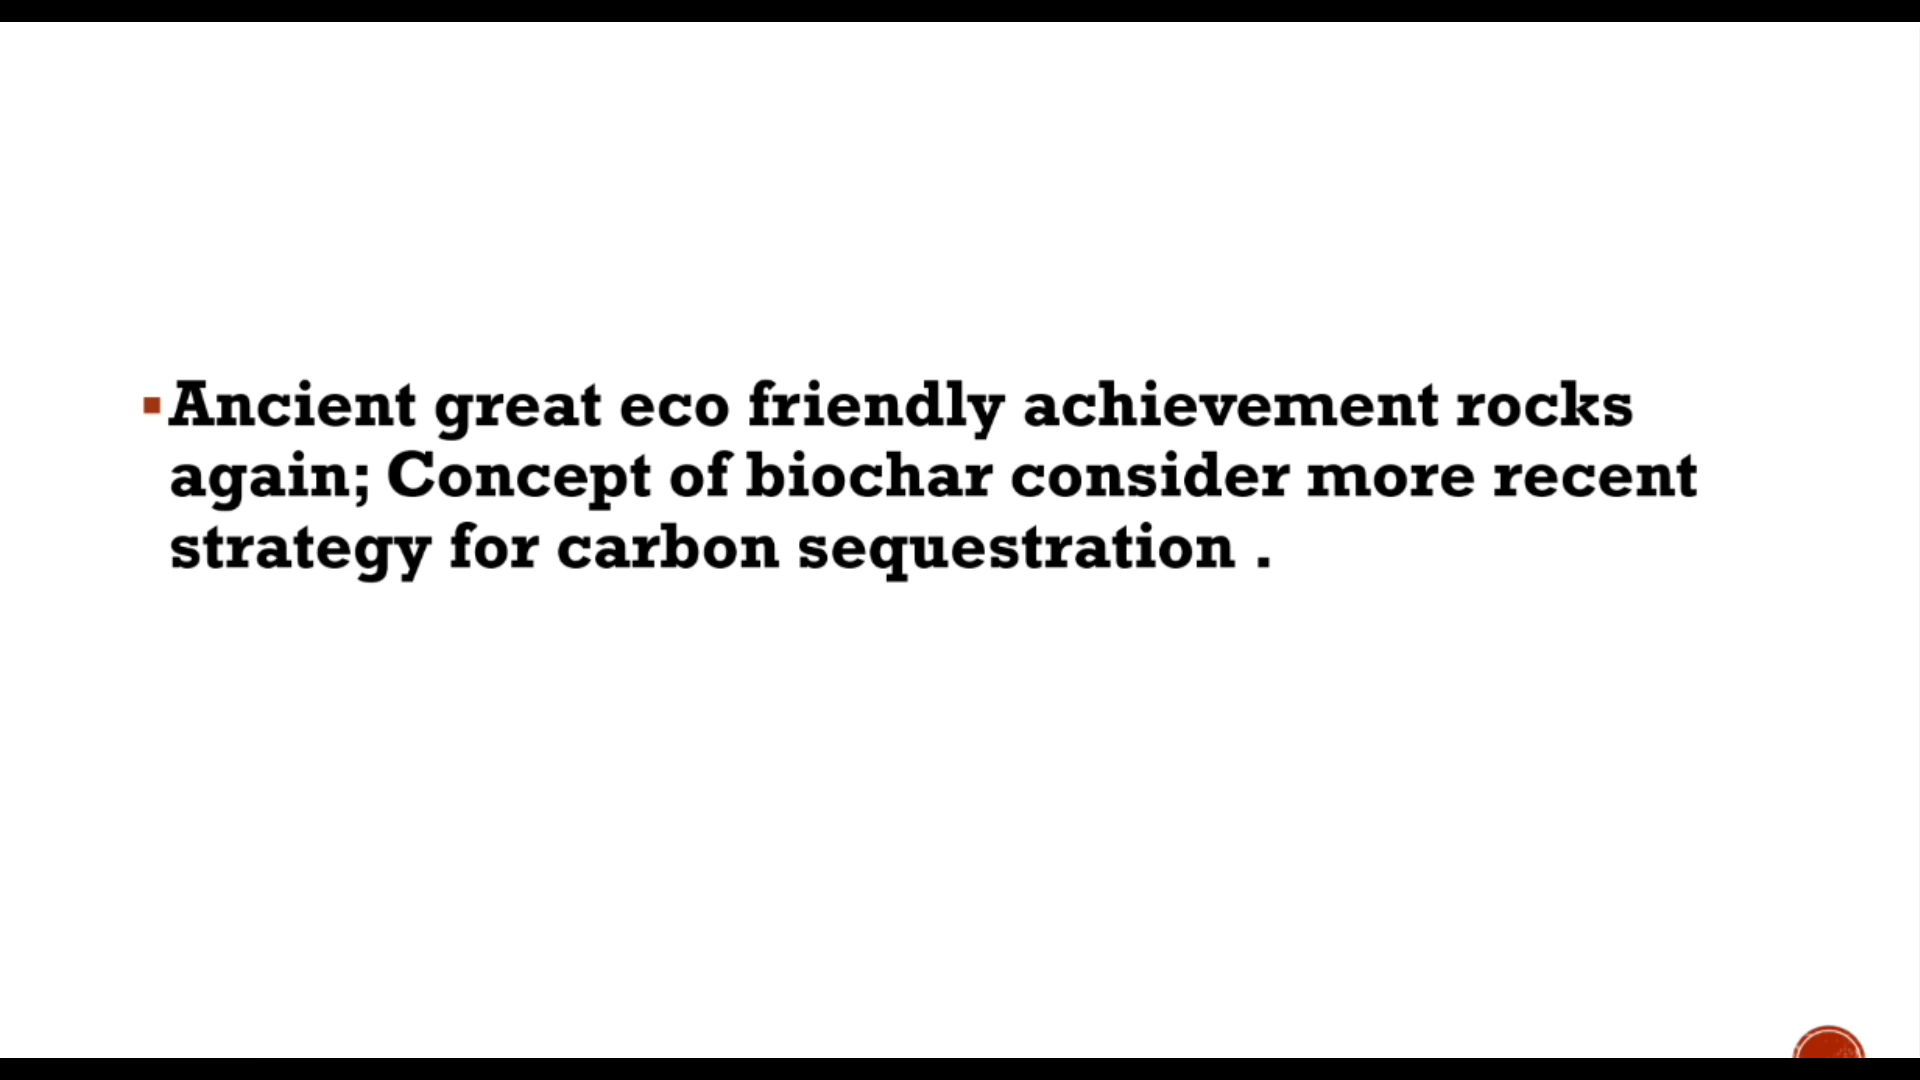 ▪Ancient great eco friendly achievement rocks
again; Concept of biochar consider more recent
strategy for carbon sequestration .